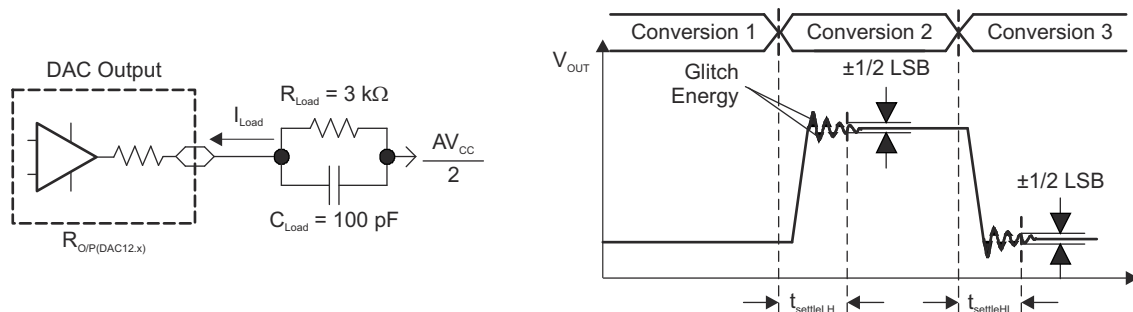 DAC Output
R_Load = 3 kΩ
I_Load
AV_CC
2
C_Load = 100 pF
R_O/P(DAC12.x)
Conversion 1
Conversion 2
Conversion 3
V_OUT
Glitch
Energy
±1/2 LSB
±1/2 LSB
t_settleLH
t_settleHL